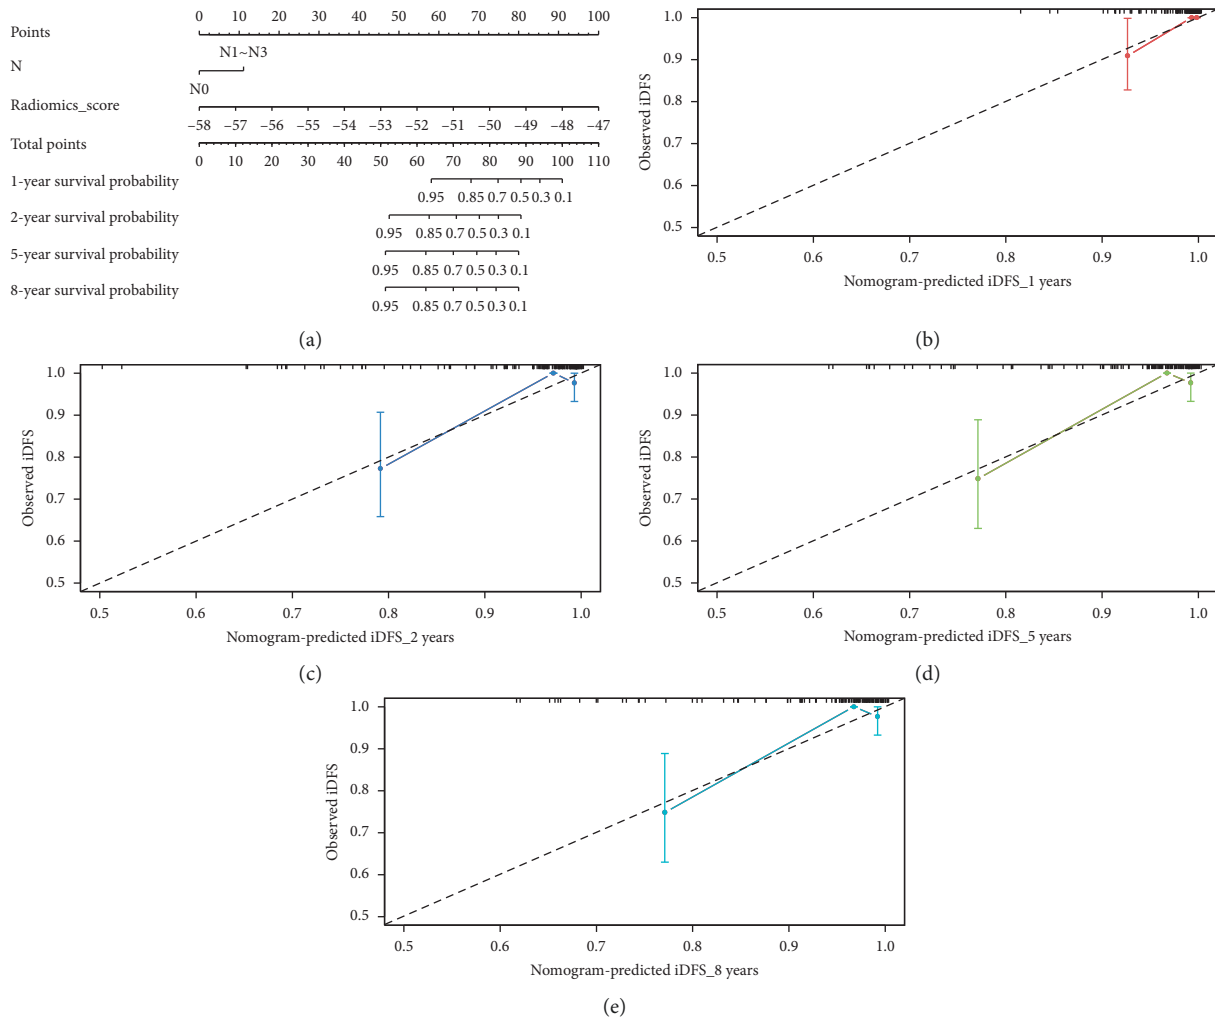 Points
0 10 20 30 40 50 60 70 80 90 100
N
N1~N3
N0
Radiomics_score
–58 –57 –56 –55 –54 –53 –52 –51 –50 –49 –48 –47
Total points
0 10 20 30 40 50 60 70 80 90 100 110
1-year survival probability
0.95 0.85 0.7 0.5 0.3 0.1
2-year survival probability
0.95 0.85 0.7 0.5 0.3 0.1
5-year survival probability
0.95 0.85 0.7 0.5 0.3 0.1
8-year survival probability
0.95 0.85 0.7 0.5 0.3 0.1
(a)
Observed iDFS
1.0
0.9
0.8
0.7
0.6
0.5
0.5 0.6 0.7 0.8 0.9 1.0
Nomogram-predicted iDFS_1 years
(b)
Observed iDFS
1.0
0.9
0.8
0.7
0.6
0.5
0.5 0.6 0.7 0.8 0.9 1.0
Nomogram-predicted iDFS_2 years
(c)
Observed iDFS
1.0
0.9
0.8
0.7
0.6
0.5
0.5 0.6 0.7 0.8 0.9 1.0
Nomogram-predicted iDFS_5 years
(d)
Observed iDFS
1.0
0.9
0.8
0.7
0.6
0.5
0.5 0.6 0.7 0.8 0.9 1.0
Nomogram-predicted iDFS_8 years
(e)